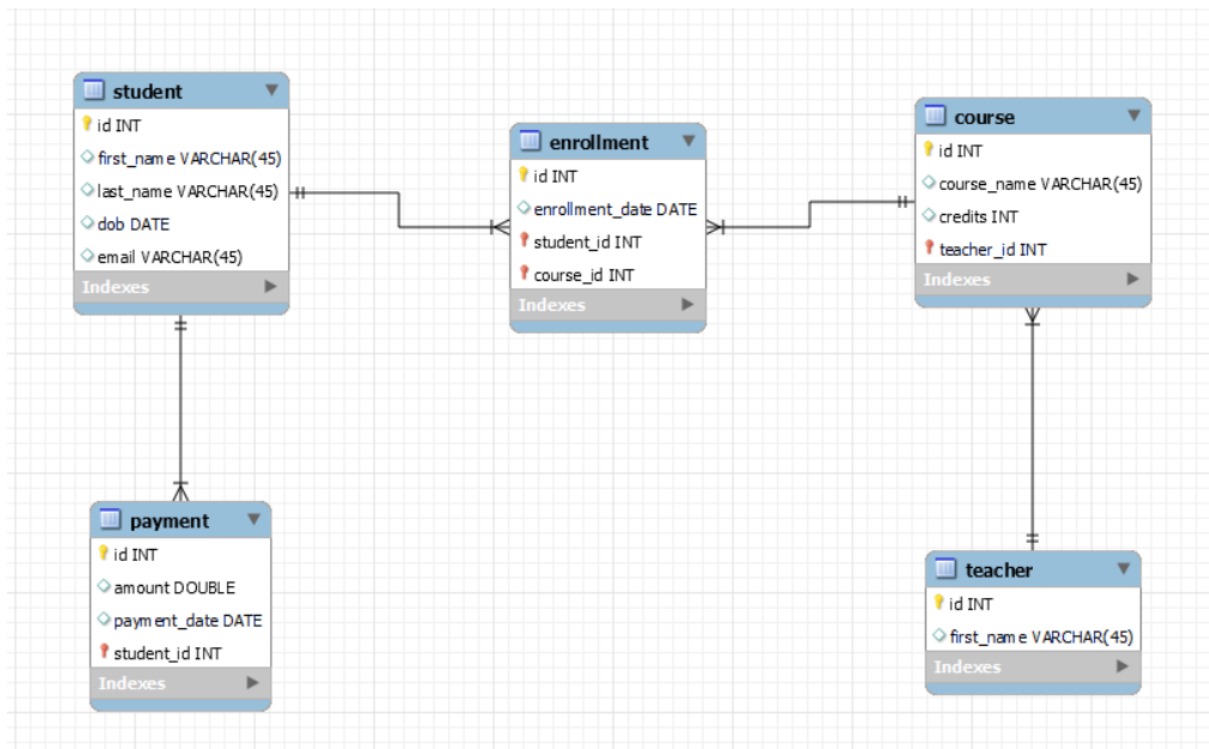 student
id INT
first_name VARCHAR(45)
last_name VARCHAR(45)
dob DATE
email VARCHAR(45)
Indexes
enrollment
id INT
enrollment_date DATE
student_id INT
course_id INT
Indexes
course
id INT
course_name VARCHAR(45)
credits INT
teacher_id INT
Indexes
payment
id INT
amount DOUBLE
payment_date DATE
student_id INT
Indexes
teacher
id INT
first_name VARCHAR(45)
Indexes